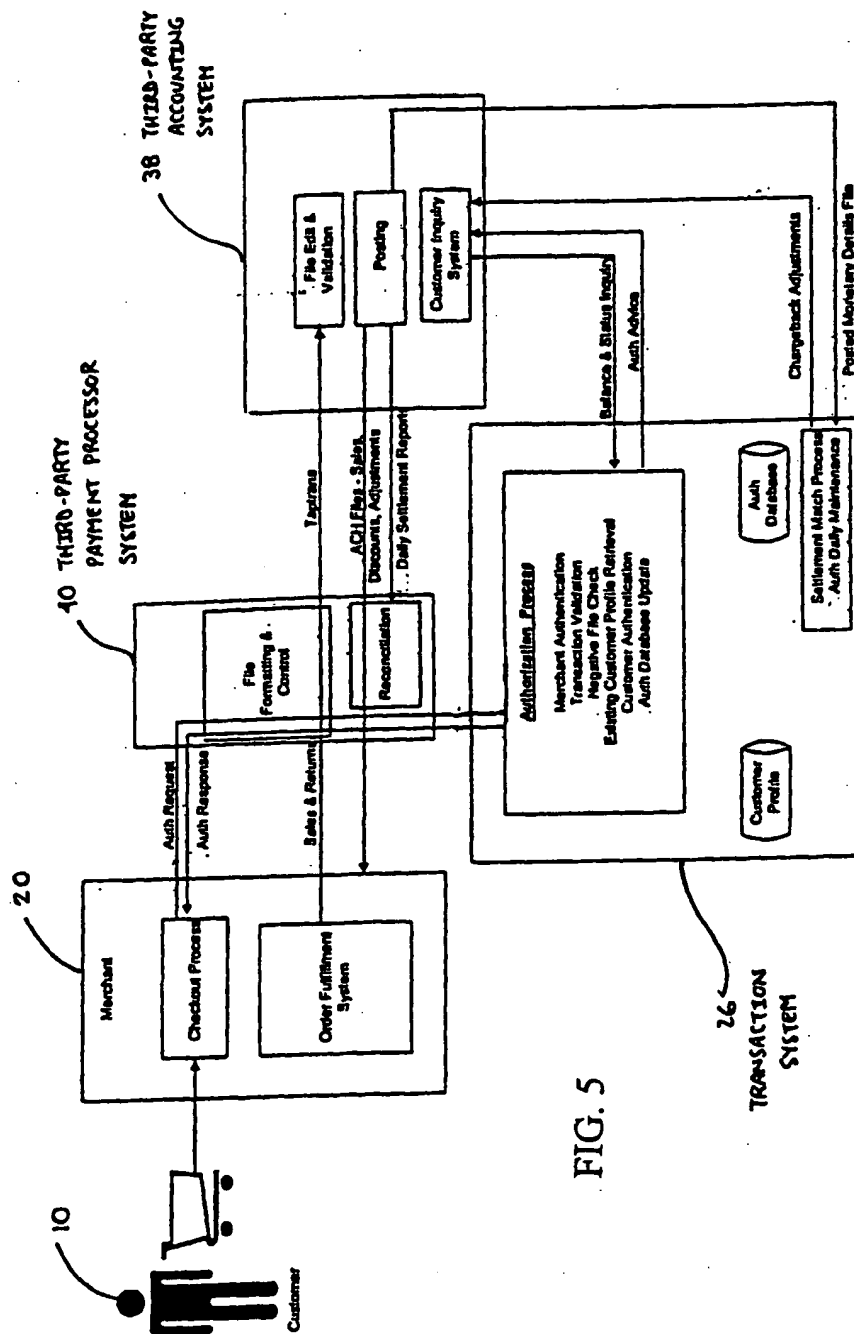 10
Customer
20
Merchant
Checkout Process
Order Fulfillment
System
Auth Request
Auth Response
Sales & Returns
40 THIRD-PARTY
PAYMENT PROCESSOR
SYSTEM
File
Formatting &
Control
Reconciliation
Taptrans
ACH Files - Sales,
Discounts, Adjustments
Daily Settlement Reports
38 THIRD-PARTY
ACCOUNTING
SYSTEM
File Edit &
Validation
Posting
Customer Inquiry
System
Balance & Status Inquiry
Auth Advice
Chargeback Adjustments
Posted Monetary Details File
Authorization Process
Merchant Authentication
Transaction Validation
Negative File Check
Existing Customer Profile Retrieval
Customer Authentication
Auth Database Update
Customer
Profile
Auth
Database
Settlement Match Process
Auth Daily Maintenance
26
TRANSACTION
SYSTEM
FIG. 5